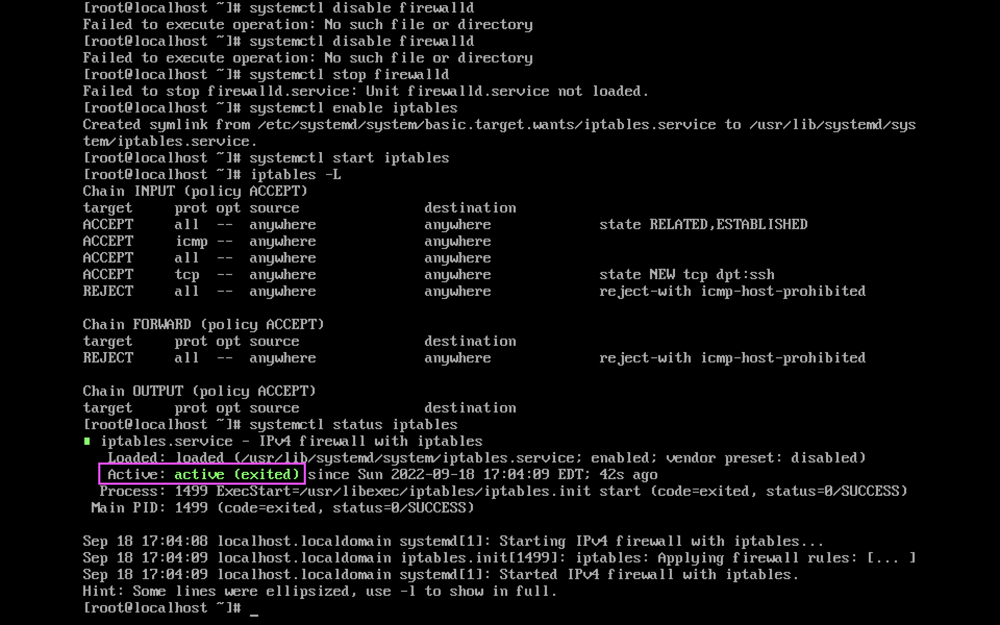 [root@localhost ~]# systemctl disable firewalld
Failed to execute operation: No such file or directory
[root@localhost ~]# systemctl disable firewalld
Failed to execute operation: No such file or directory
[root@localhost ~]# systemctl stop firewalld
Failed to stop firewalld.service: Unit firewalld.service not loaded.
[root@localhost ~]# systemctl enable iptables
Created symlink from /etc/systemd/system/basic.target.wants/iptables.service to /usr/lib/systemd/sys
tem/iptables.service.
[root@localhost ~]# systemctl start iptables
[root@localhost ~]# iptables -L
Chain INPUT (policy ACCEPT)
target     prot opt source               destination
ACCEPT     all  --  anywhere             anywhere             state RELATED,ESTABLISHED
ACCEPT     icmp --  anywhere             anywhere
ACCEPT     all  --  anywhere             anywhere
ACCEPT     tcp  --  anywhere             anywhere             state NEW tcp dpt:ssh
REJECT     all  --  anywhere             anywhere             reject-with icmp-host-prohibited

Chain FORWARD (policy ACCEPT)
target     prot opt source               destination
REJECT     all  --  anywhere             anywhere             reject-with icmp-host-prohibited

Chain OUTPUT (policy ACCEPT)
target     prot opt source               destination
[root@localhost ~]# systemctl status iptables
iptables.service - IPv4 firewall with iptables
Loaded: loaded (/usr/lib/systemd/system/iptables.service; enabled; vendor preset: disabled)
Active: active (exited) since Sun 2022-09-18 17:04:09 EDT; 42s ago
Process: 1499 ExecStart=/usr/libexec/iptables/iptables.init start (code=exited, status=0/SUCCESS)
Main PID: 1499 (code=exited, status=0/SUCCESS)

Sep 18 17:04:08 localhost.localdomain systemd[1]: Starting IPv4 firewall with iptables...
Sep 18 17:04:09 localhost.localdomain iptables.init[1499]: iptables: Applying firewall rules: [... ]
Sep 18 17:04:09 localhost.localdomain systemd[1]: Started IPv4 firewall with iptables.
Hint: Some lines were ellipsized, use -l to show in full.
[root@localhost ~]# _